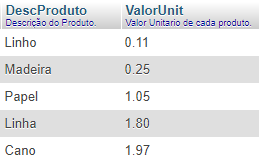 DescProduto ValorUnit
Descrição do Produto. Valor Unitario de cada produto.
Linho 0.11
Madeira 0.25
Papel 1.05
Linha 1.80
Cano 1.97